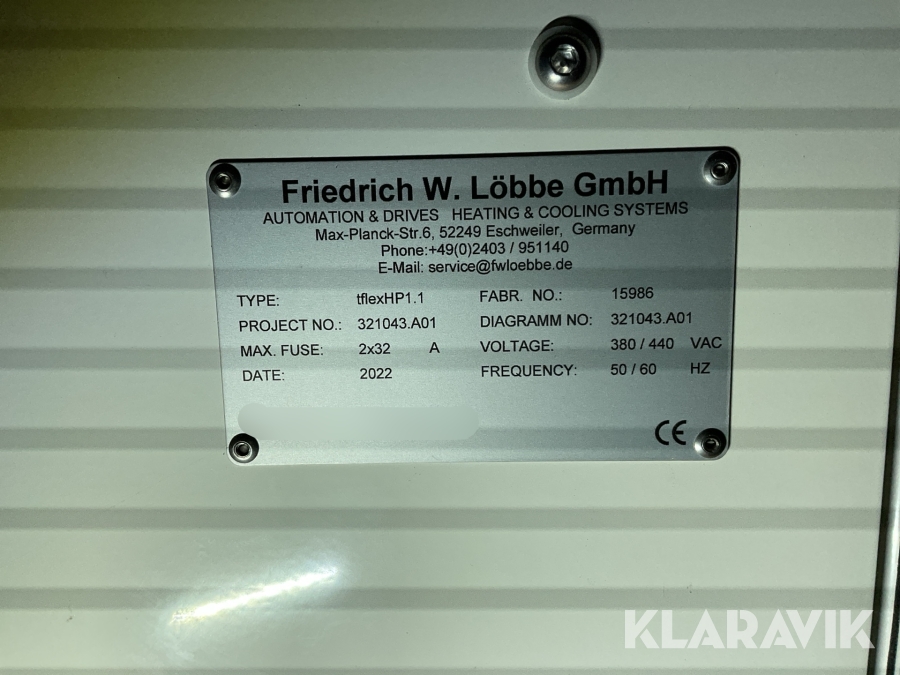 Friedrich W. Löbbe GmbH
AUTOMATION & DRIVES HEATING & COOLING SYSTEMS
Max-Planck-Str.6, 52249 Eschweiler, Germany
Phone:+49(0)2403 / 951140
E-Mail: service@fwloebbe.de
TYPE: tflexHP1.1 FABR. NO.: 15986
PROJECT NO.: 321043.A01 DIAGRAMM NO: 321043.A01
MAX. FUSE: 2x32 A VOLTAGE: 380 / 440 VAC
DATE: 2022 FREQUENCY: 50 / 60 HZ
CE
KLARAVIK